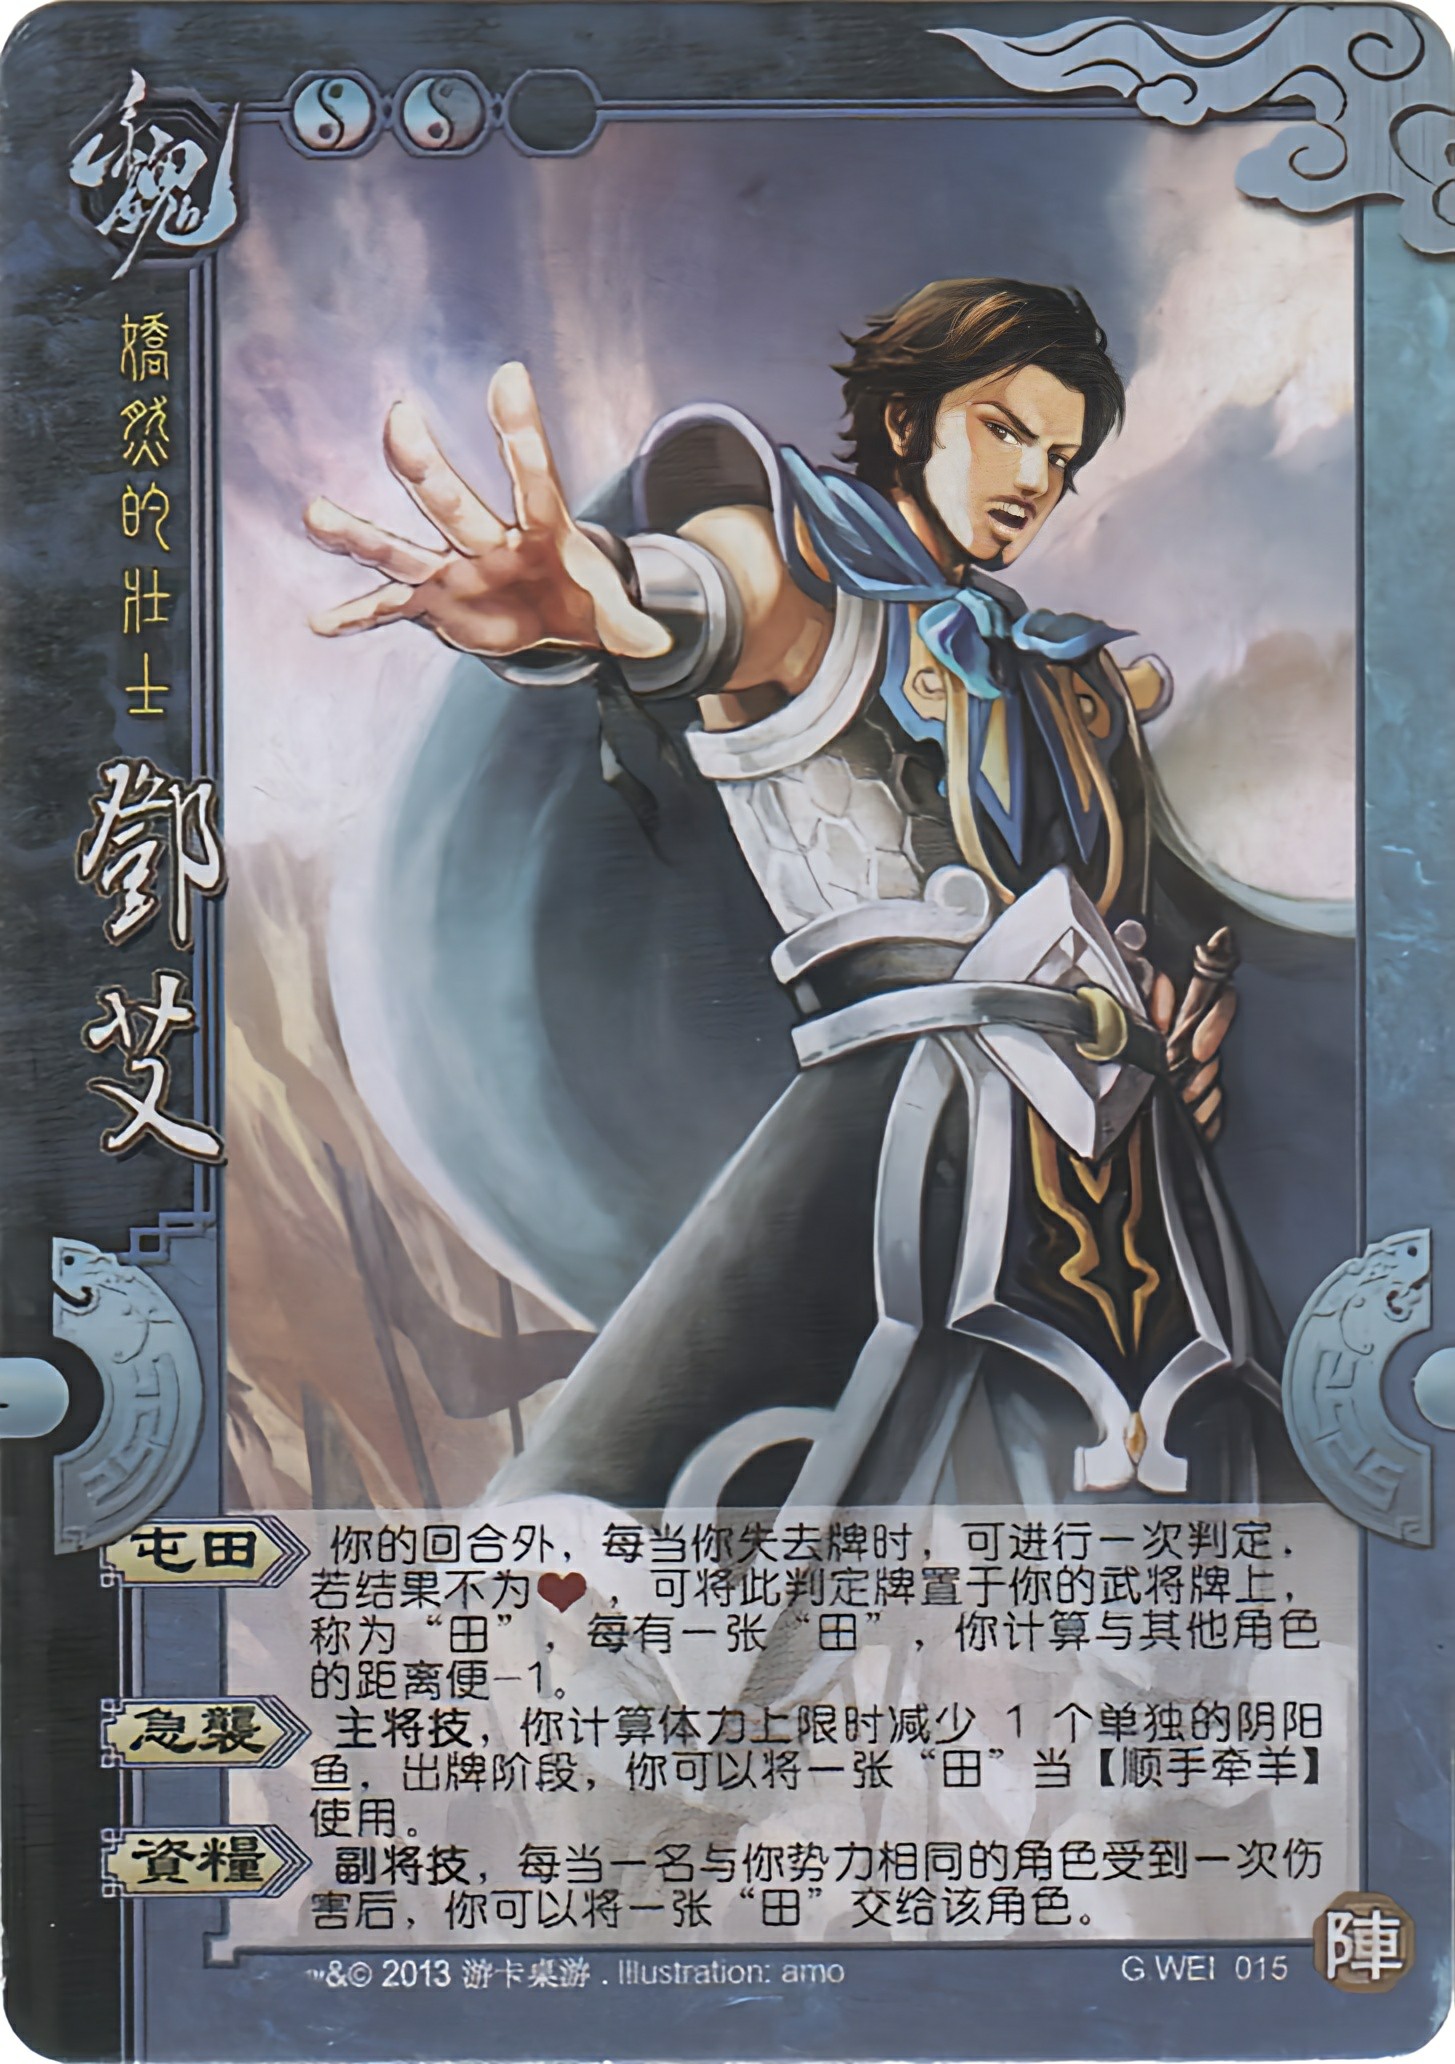 魏
嬌然的壮士
鄧艾
屯田
你的回合外，每当你失去牌时，可进行一次判定，
若结果不为♥，可将此判定牌置于你的武将牌上，
称为“田”，每有一张“田”，你计算与其他角色
的距离便-1。
急襲
主将技，你计算体力上限时减少 1 个单独的阴阳
鱼，出牌阶段，你可以将一张“田”当【顺手牵羊】
使用。
資糧
副将技，每当一名与你势力相同的角色受到一次伤
害后，你可以将一张“田”交给该角色。
™&© 2013 游卡桌游 . Illustration: amo
G.WEI 015
陣